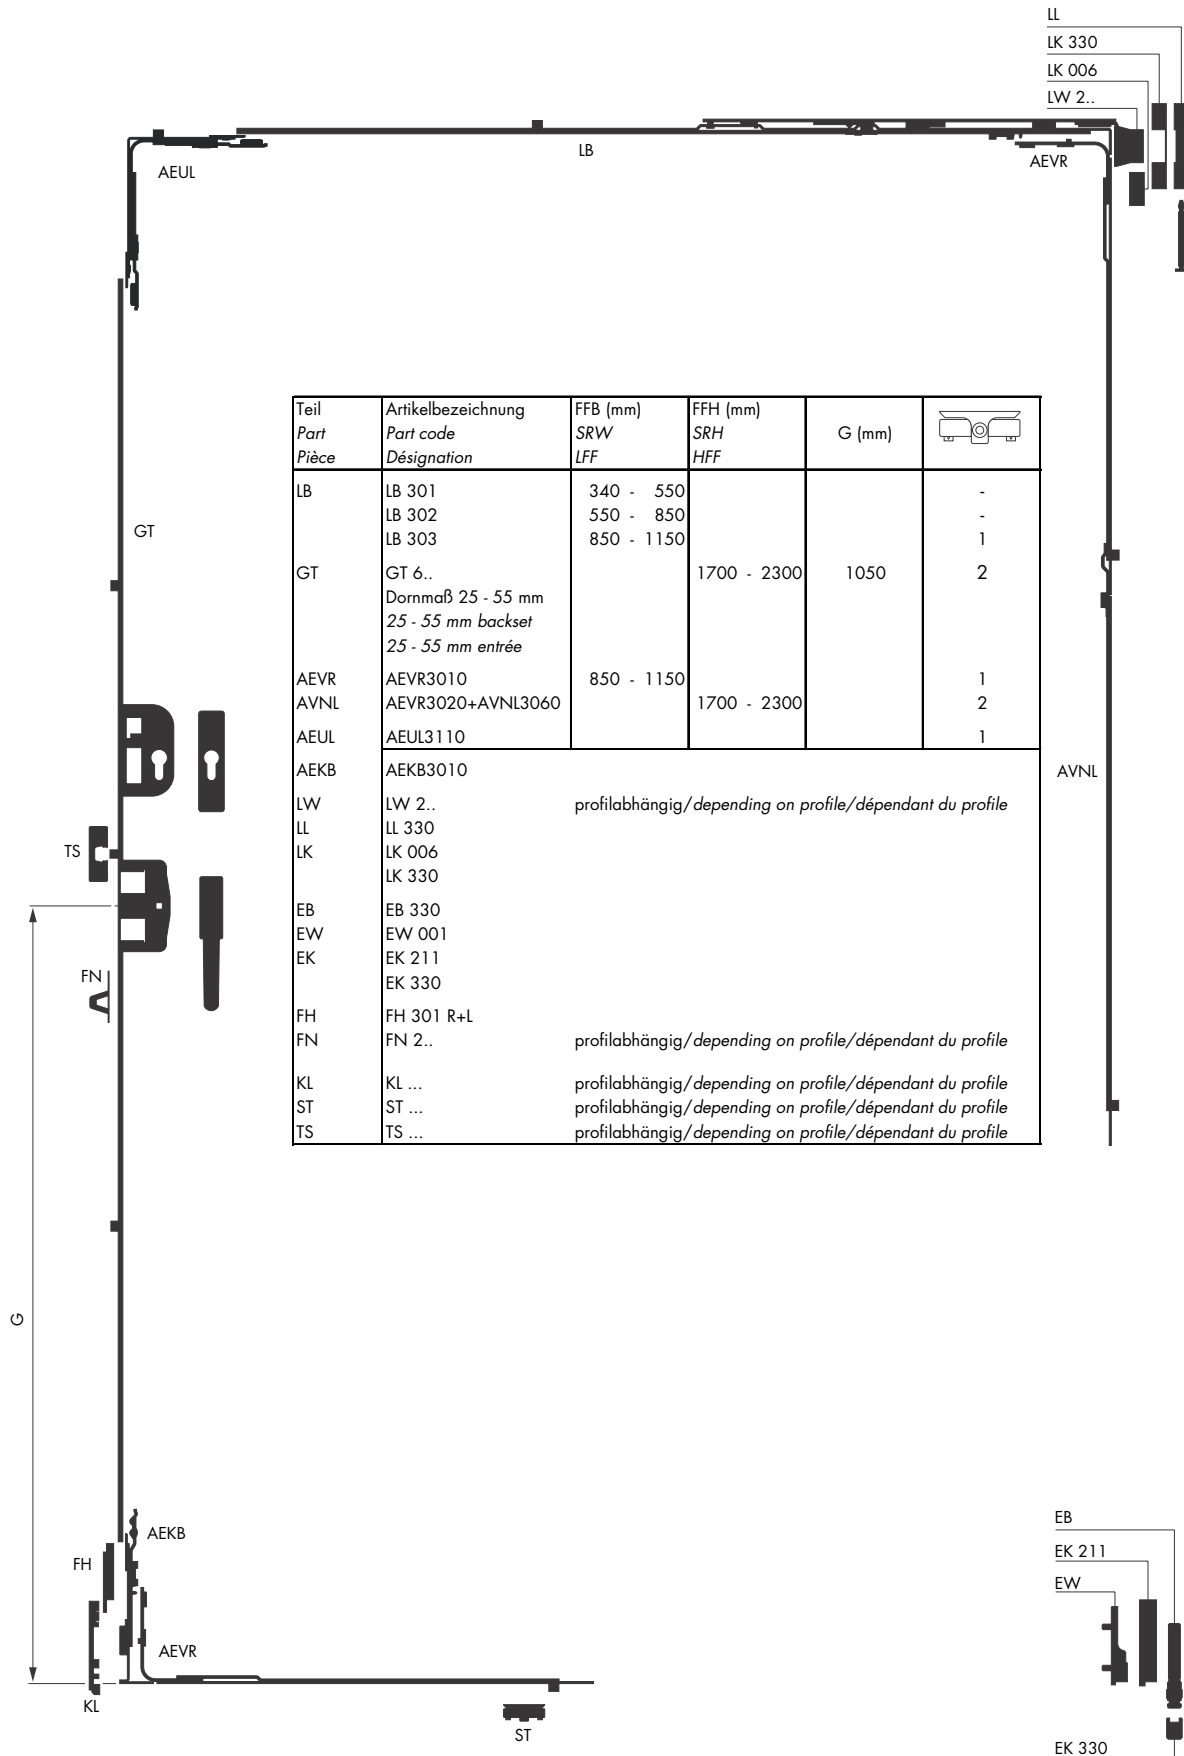 LL
LK 330
LK 006
LW 2..
LB
AEUL
AEVR
Teil Artikelbezeichnung FFB (mm) FFH (mm)
Part Part code SRW SRH G (mm)
Pièce Désignation LFF HFF
LB LB 301 340 - 550 -
LB 302 550 - 850 -
LB 303 850 - 1150 1
GT
GT GT 6.. 1700 - 2300 1050 2
Dornmaß 25 - 55 mm
25 - 55 mm backset
25 - 55 mm entrée
AEVR AEVR3010 850 - 1150 1
AVNL AEVR3020+AVNL3060 1700 - 2300 2
AEUL AEUL3110 1
AEKB AEKB3010
AVNL
LW LW 2.. profilabhängig/depending on profile/dépendant du profile
LL LL 330
LK LK 006
LK 330
TS
EB EB 330
EW EW 001
EK EK 211
EK 330
FN
FH FH 301 R+L
FN FN 2.. profilabhängig/depending on profile/dépendant du profile
KL KL ... profilabhängig/depending on profile/dépendant du profile
ST ST ... profilabhängig/depending on profile/dépendant du profile
TS TS ... profilabhängig/depending on profile/dépendant du profile
G
AEKB
FH
AEVR
KL
ST
EB
EK 211
EW
EK 330